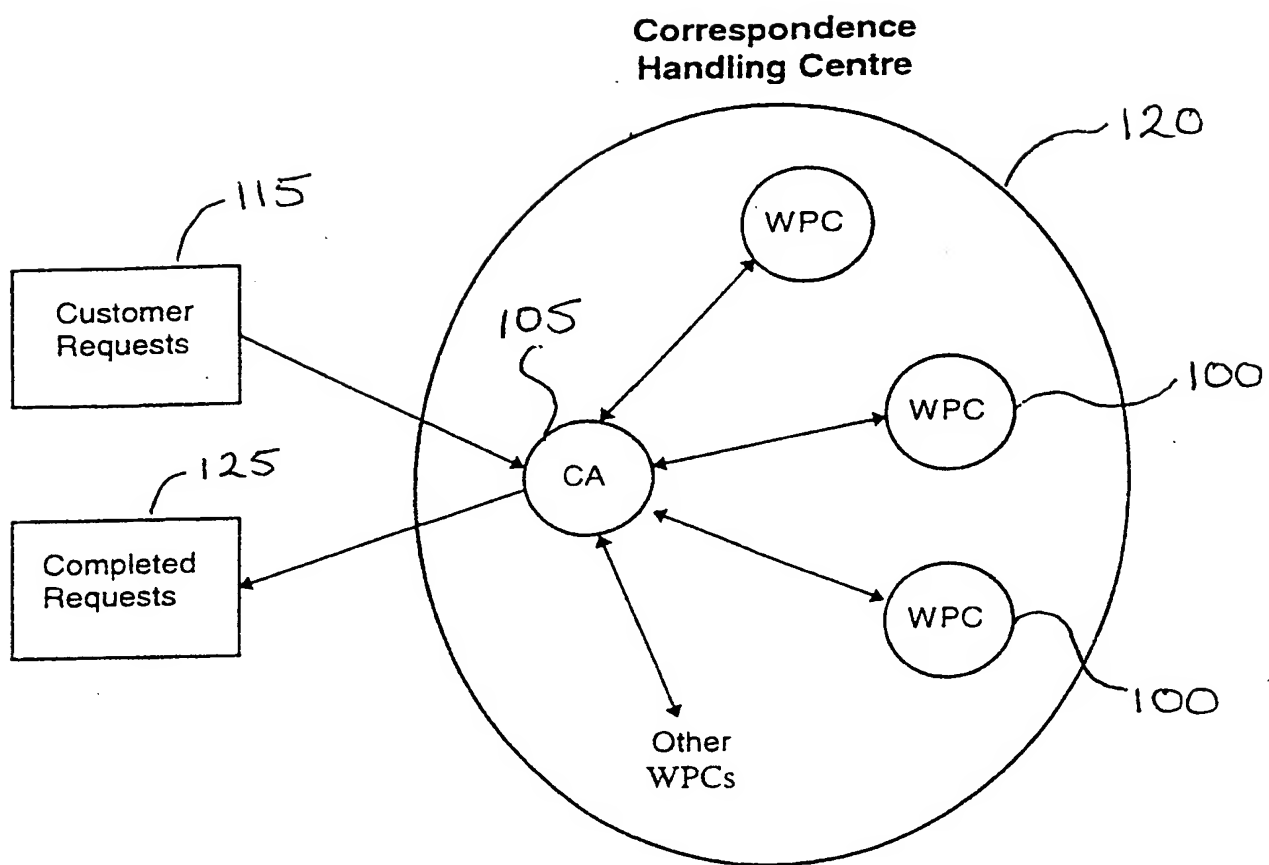 Correspondence
Handling Centre
120
115
WPC
Customer
Requests
105
100
WPC
125
CA
Completed
Requests
WPC
100
Other
WPCs